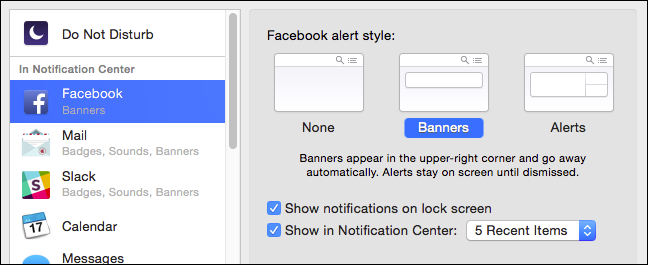 Do Not Disturb
In Notification Center
Facebook
Banners
Mail
Badges, Sounds, Banners
Slack
Badges, Sounds, Banners
17
Calendar
Messages
Facebook alert style:
None
Banners
Alerts
Banners appear in the upper-right corner and go away
automatically. Alerts stay on screen until dismissed.
Show notifications on lock screen
Show in Notification Center: 5 Recent Items